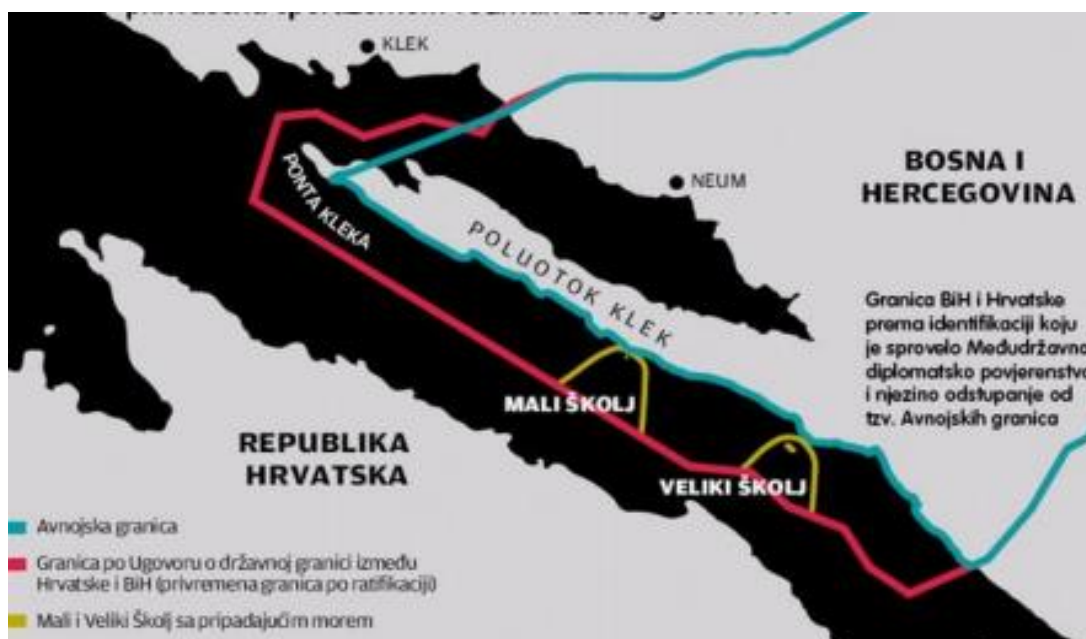 KLEK
NEUM
BOSNA I
HERCEGOVINA
PONTA KLEKA
POLUOTOK KLEK
Granica BiH i Hrvatske
prema identifikaciji koju
je sprovelo Međudržavno
diplomatsko povjerenstvo
i njezino odstupanje od
tzv. Avnojskih granica
MALI ŠKOLJ
REPUBLIKA
HRVATSKA
VELIKI ŠKOLJ
Avnojska granica
Granica po Ugovoru o državnoj granici između
Hrvatske i BiH (privremena granica po ratifikaciji)
Mali i Veliki Školj sa pripadajućim morem